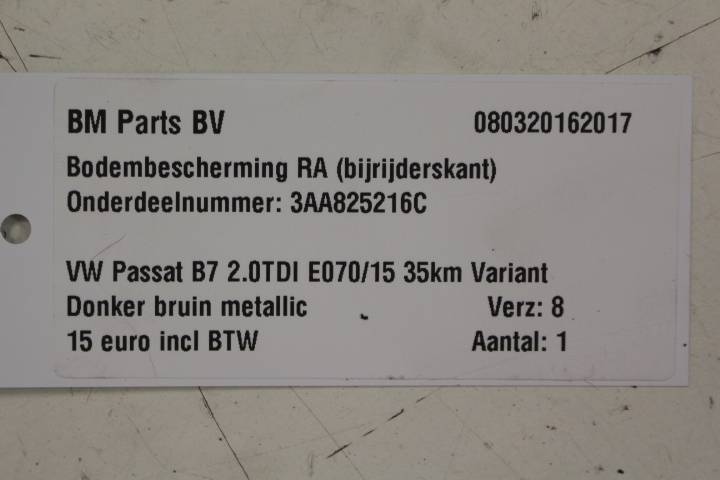 BM Parts BV 080320162017
Bodembescherming RA (bijrijderskant)
Onderdeelnummer: 3AA825216C
VW Passat B7 2.0TDI E070/15 35km Variant
Donker bruin metallic Verz: 8
15 euro incl BTW Aantal: 1